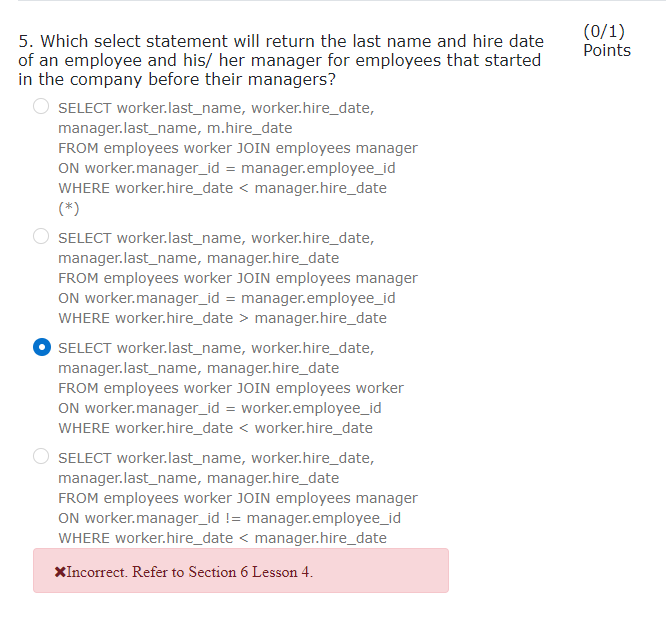 5. Which select statement will return the last name and hire date
of an employee and his/ her manager for employees that started
in the company before their managers?
(0/1)
Points
SELECT worker.last_name, worker.hire_date,
manager.last_name, m.hire_date
FROM employees worker JOIN employees manager
ON worker.manager_id = manager.employee_id
WHERE worker.hire_date < manager.hire_date
(*)
SELECT worker.last_name, worker.hire_date,
manager.last_name, manager.hire_date
FROM employees worker JOIN employees manager
ON worker.manager_id = manager.employee_id
WHERE worker.hire_date > manager.hire_date
SELECT worker.last_name, worker.hire_date,
manager.last_name, manager.hire_date
FROM employees worker JOIN employees worker
ON worker.manager_id = worker.employee_id
WHERE worker.hire_date < worker.hire_date
SELECT worker.last_name, worker.hire_date,
manager.last_name, manager.hire_date
FROM employees worker JOIN employees manager
ON worker.manager_id != manager.employee_id
WHERE worker.hire_date < manager.hire_date
✖Incorrect. Refer to Section 6 Lesson 4.